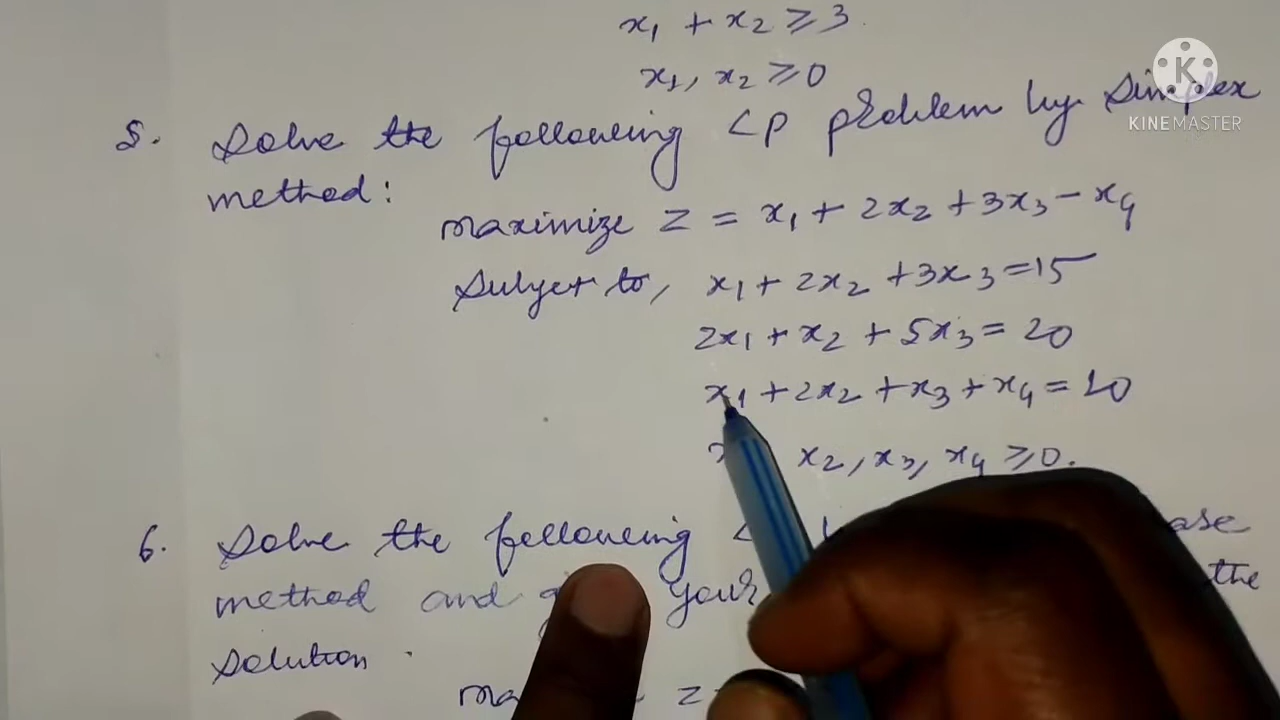 x₁ + x₂ ≥ 3.
x₁, x₂ ≥ 0
KINEMASTER
5. Solve the following LP problem by simplex
method:
maximize Z = x₁ + 2x₂ + 3x₃ - x₄
Subject to, x₁ + 2x₂ + 3x₃ = 15
2x₁ + x₂ + 5x₃ = 20
x₁ + 2x₂ + x₃ + x₄ = 10
x₂, x₃, x₄ ≥ 0.
6. Solve the following
method and your the
solution.